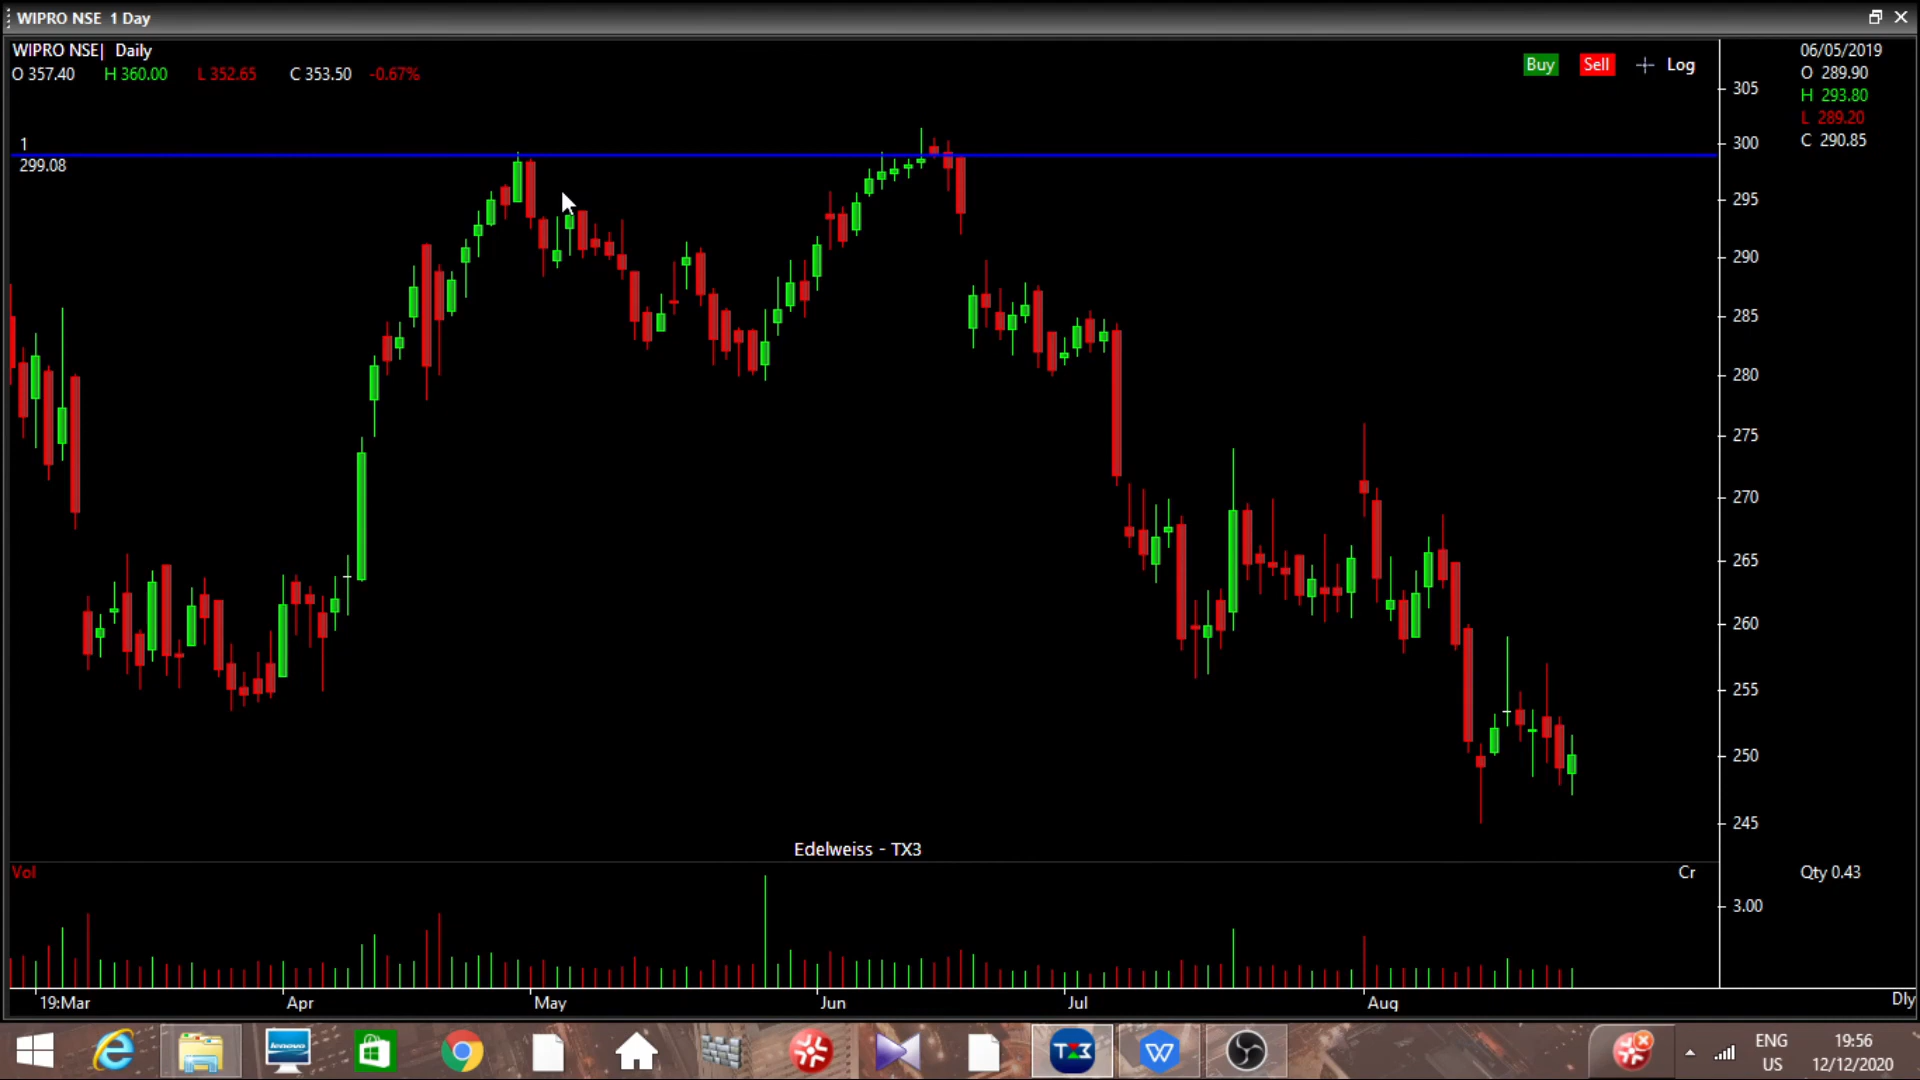 WIPRO NSE 1 Day
WIPRO NSE| Daily
O 357.40 H 360.00 L 352.65 C 353.50 -0.67%
Buy Sell Log
06/05/2019
O 289.90
H 293.80
L 289.20
C 290.85
1
299.08
305
300
295
290
285
280
275
270
265
260
255
250
245
Edelweiss - TX3
Vol
Cr
Qty 0.43
3.00
19:Mar Apr May Jun Jul Aug
Dly
lenovo
TX3
W
ENG
US
19:56
12/12/2020